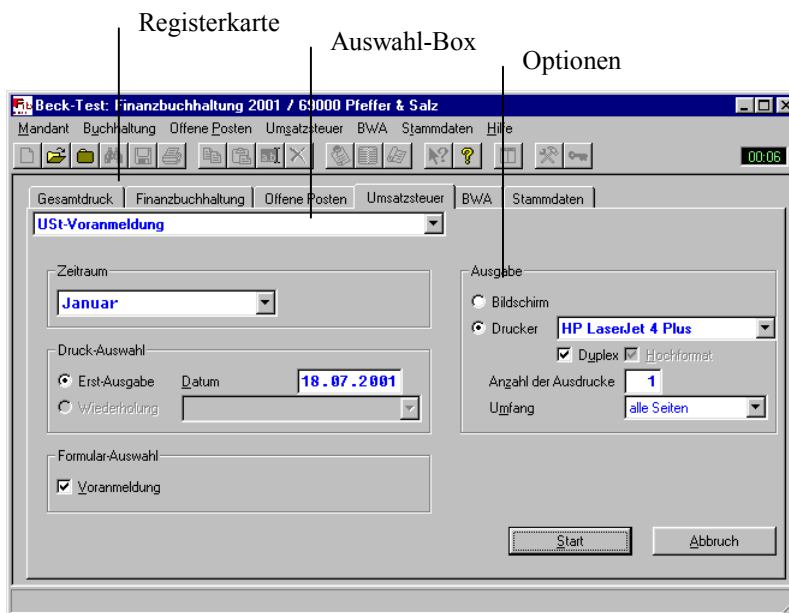 Registerkarte
Auswahl-Box
Optionen
Beck-Test: Finanzbuchhaltung 2001 / 69000 Pfeffer & Salz
Mandant Buchhaltung Offene Posten Umsatzsteuer BWA Stammdaten Hilfe
00:06
Gesamtdruck Finanzbuchhaltung Offene Posten Umsatzsteuer BWA Stammdaten
USt-Voranmeldung
Zeitraum
Januar
Druck-Auswahl
Erst-Ausgabe Datum 18.07.2001
Wiederholung
Formular-Auswahl
Voranmeldung
Ausgabe
Bildschirm
Drucker HP LaserJet 4 Plus
Duplex Hochformat
Anzahl der Ausdrucke 1
Umfang alle Seiten
Start Abbruch